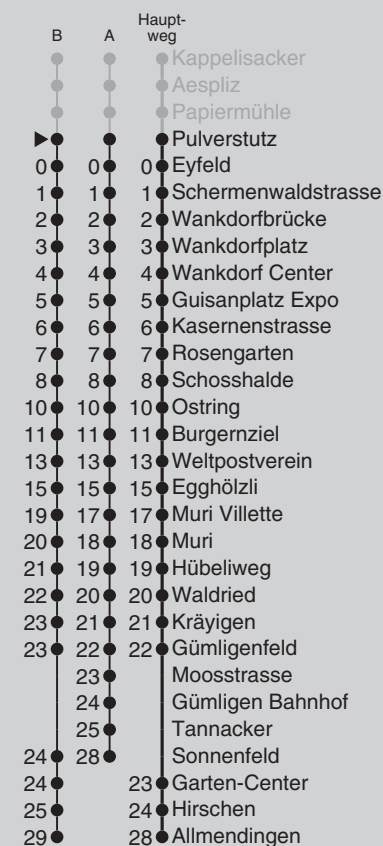 B A Haupt-
weg
Kappelisacker
Aespliz
Papiermühle
Pulverstutz
0 0 0 Eyfeld
1 1 1 Schermenwaldstrasse
2 2 2 Wankdorfbrücke
3 3 3 Wankdorfplatz
4 4 4 Wankdorf Center
5 5 5 Guisanplatz Expo
6 6 6 Kasernenstrasse
7 7 7 Rosengarten
8 8 8 Schosshalde
10 10 10 Ostring
11 11 11 Burgernziel
13 13 13 Weltpostverein
15 15 15 Egghölzli
19 17 17 Muri Villette
20 18 18 Muri
21 19 19 Hübeliweg
22 20 20 Waldried
23 21 21 Kräyigen
23 22 22 Gümligenfeld
23 Moosstrasse
24 Gümligen Bahnhof
25 Tannacker
24 28 Sonnenfeld
24 23 Garten-Center
25 24 Hirschen
29 28 Allmendingen